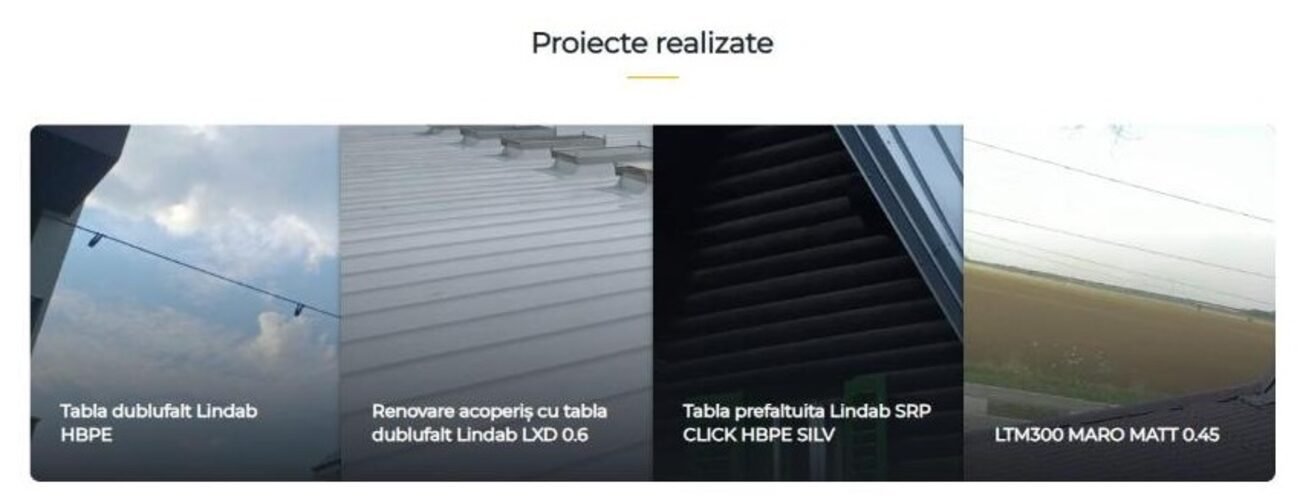 Proiecte realizate
Tabla dublufalt Lindab
HBPE
Renovare acoperiș cu tabla
dublufalt Lindab LXD 0.6
Tabla prefaltuita Lindab SRP
CLICK HBPE SILV
LTM300 MARO MATT 0.45